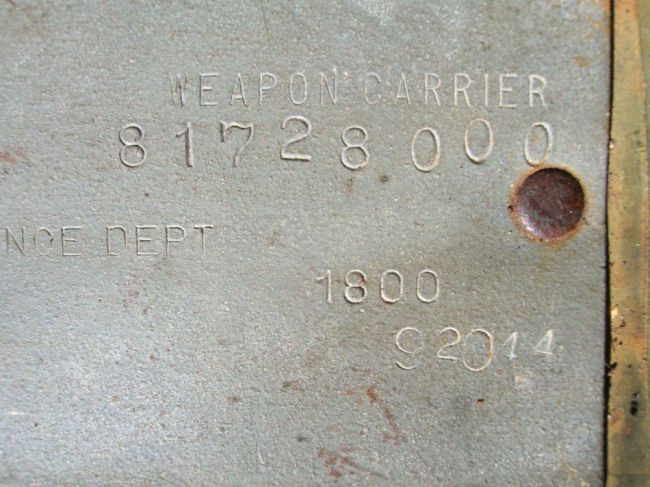 WEAPON CARRIER
81728000
NCE DEPT
1800
92014